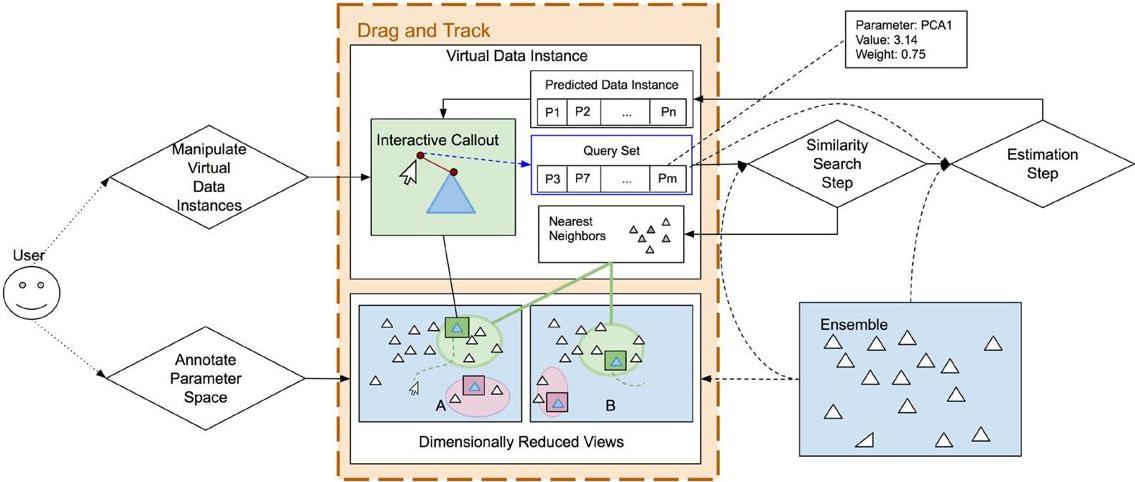 Drag and Track
Virtual Data Instance
Parameter: PCA1
Value: 3.14
Weight: 0.75
Predicted Data Instance
P1 P2 ... Pn
Interactive Callout
Query Set
P3 P7 ... Pm
Manipulate
Virtual
Data
Instances
Similarity
Search
Step
Estimation
Step
Nearest
Neighbors
User
Ensemble
Annotate
Parameter
Space
A
B
Dimensionally Reduced Views